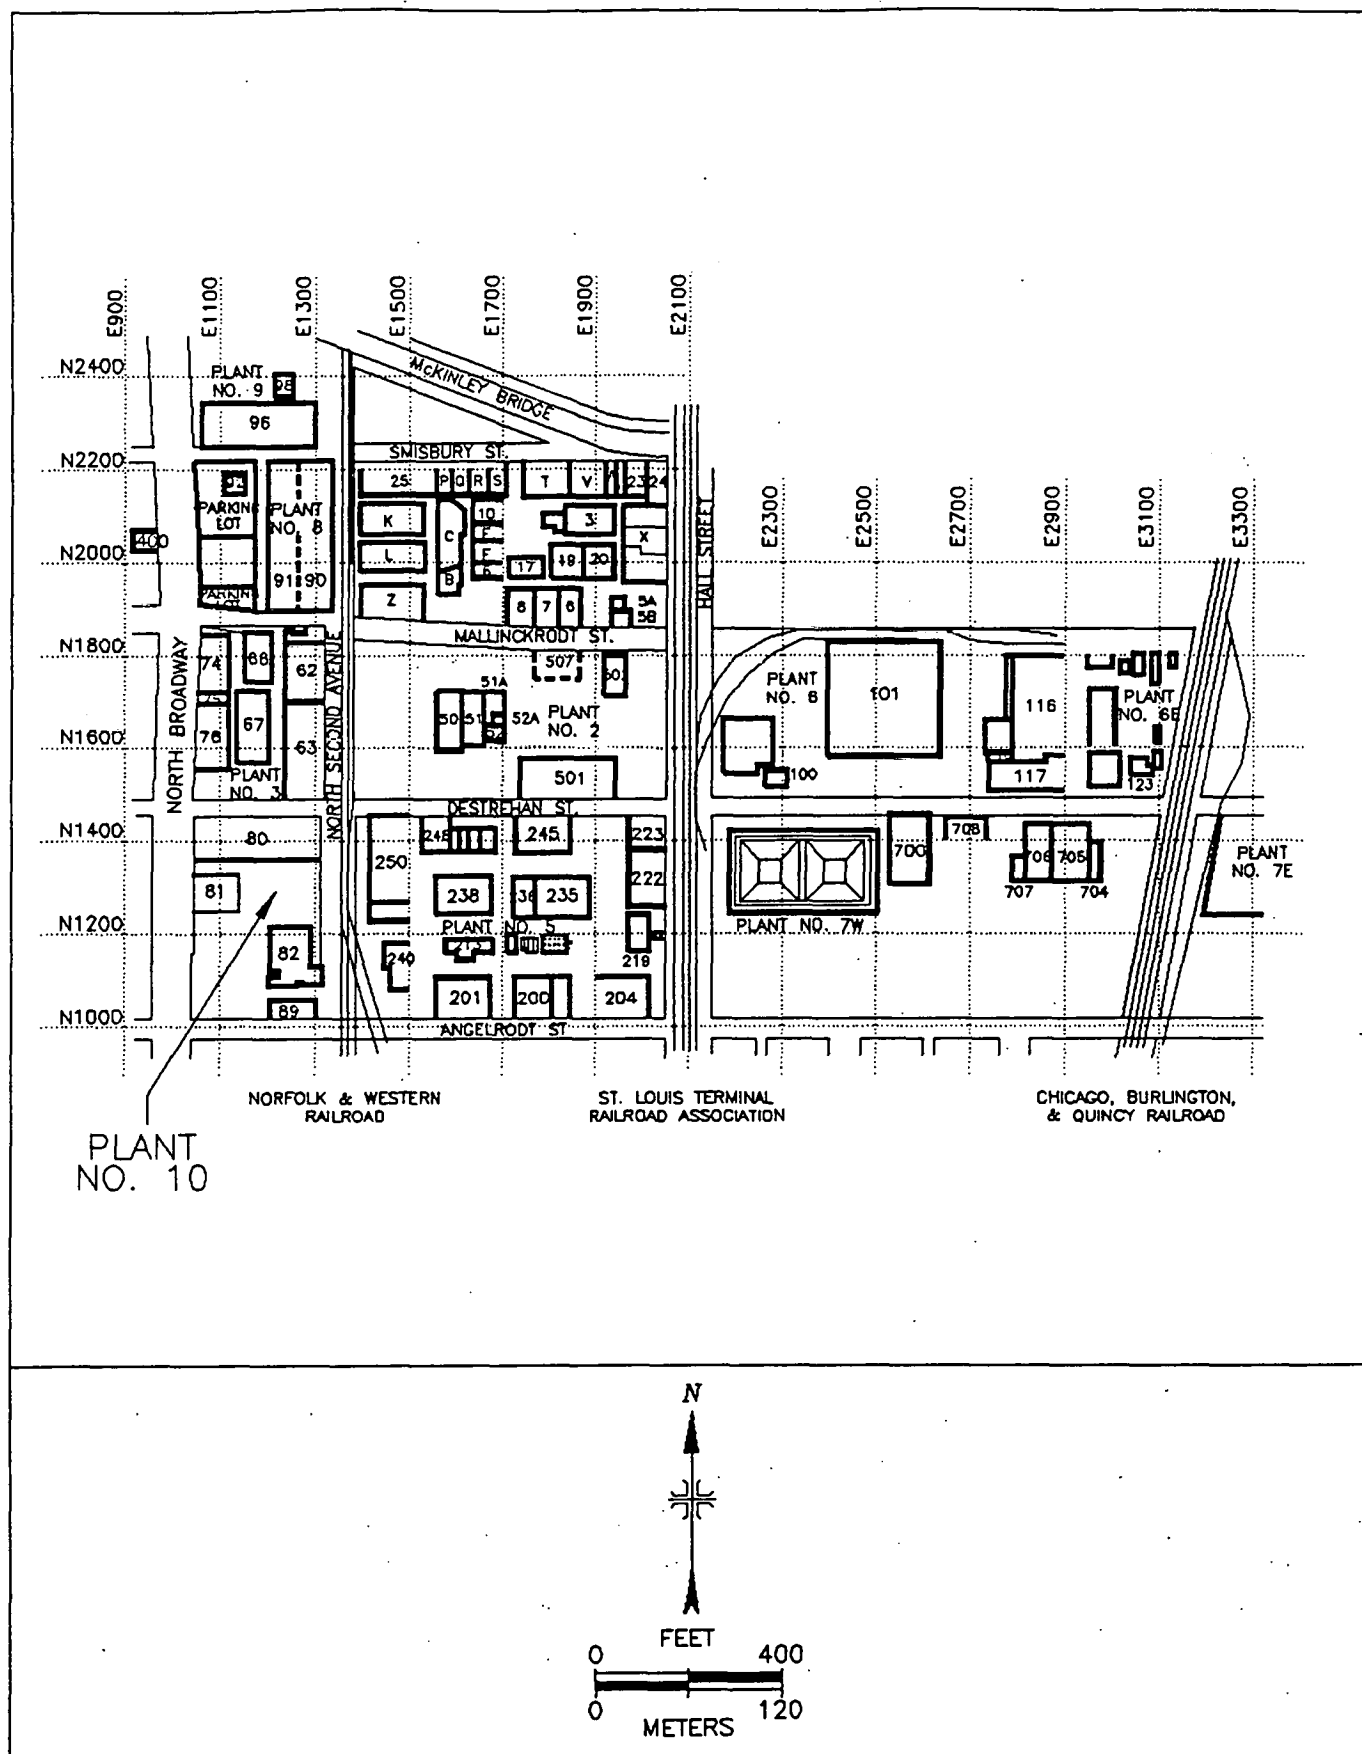 E900
E1100
E1300
E1500
E1700
E1900
E2100
N2400
PLANT
NO. 9
98
McKINLEY BRIDGE
96
SMISBURY ST.
N2200
25
P
Q
R
S
T
V
23
24
PARKING
LOT
PLANT
NO. 8
K
C
10
F
3
X
HALL STREET
E2300
E2500
E2700
E2900
E3100
E3300
400
N2000
L
F
17
19
20
B
91
90
PARKING
LOT
Z
8
7
6
5A
5B
MALLINCKRODT ST.
N1800
74
66
62
507
51A
75
NORTH BROADWAY
NORTH SECOND AVENUE
67
50
51
52A
PLANT
NO. 2
76
63
N1600
PLANT
NO. 3
501
PLANT
NO. 6
101
116
PLANT
NO. 6E
100
117
123
DESTREHAN ST.
N1400
80
250
245
223
222
700
708
706
705
707
704
PLANT
NO. 7E
81
238
235
N1200
PLANT NO. 5
PLANT NO. 7W
82
240
219
201
200
204
89
N1000
ANGELRODT ST
NORFOLK & WESTERN
RAILROAD
ST. LOUIS TERMINAL
RAILROAD ASSOCIATION
CHICAGO, BURLINGTON,
& QUINCY RAILROAD
PLANT
NO. 10
N
FEET
0 400
0 120
METERS